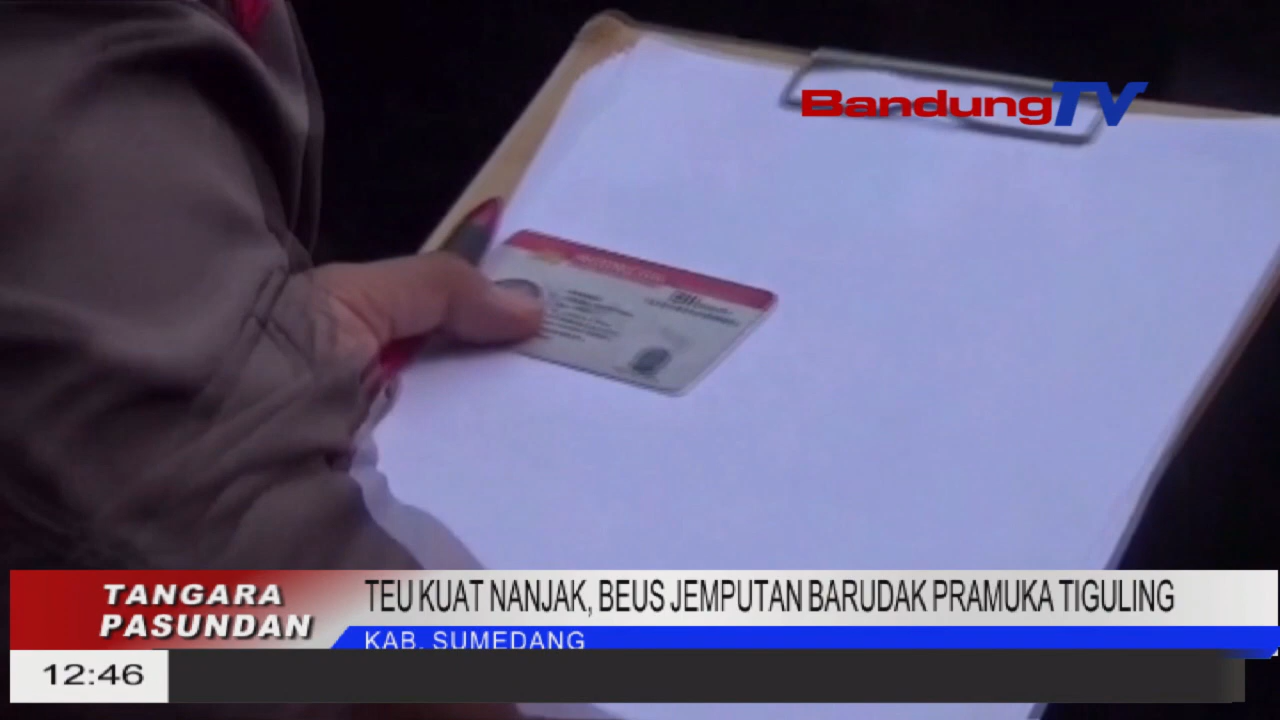 BandungTV
TANGARA
PASUNDAN
TEU KUAT NANJAK, BEUS JEMPUTAN BARUDAK PRAMUKA TIGULING
KAB. SUMEDANG
12:46